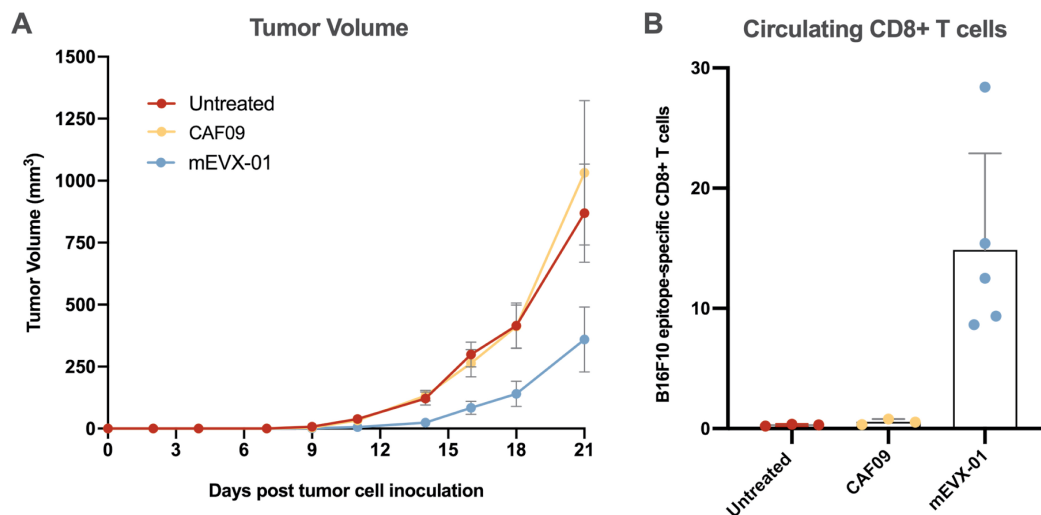 A
Tumor Volume
1500
1250
1000
750
500
250
0
Tumor Volume (mm³)
Untreated
CAF09
mEVX-01
0 3 6 9 12 15 18 21
Days post tumor cell inoculation
B
Circulating CD8+ T cells
30
20
10
0
B16F10 epitope-specific CD8+ T cells
Untreated
CAF09
mEVX-01